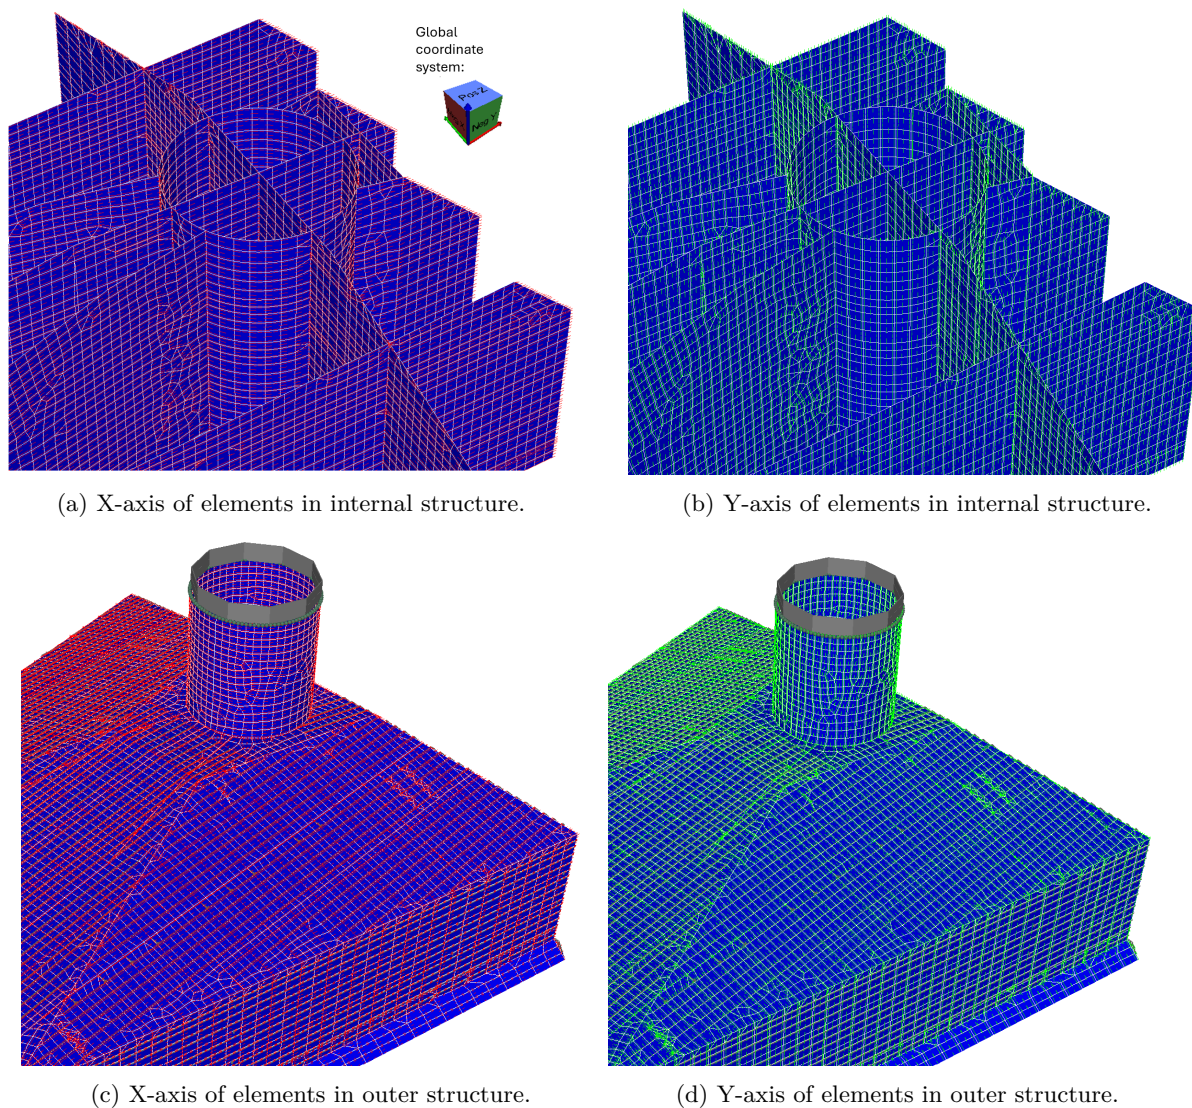 Global
coordinate
system:
Pos Z
Neg Y
(a) X-axis of elements in internal structure.
(b) Y-axis of elements in internal structure.
(c) X-axis of elements in outer structure.
(d) Y-axis of elements in outer structure.